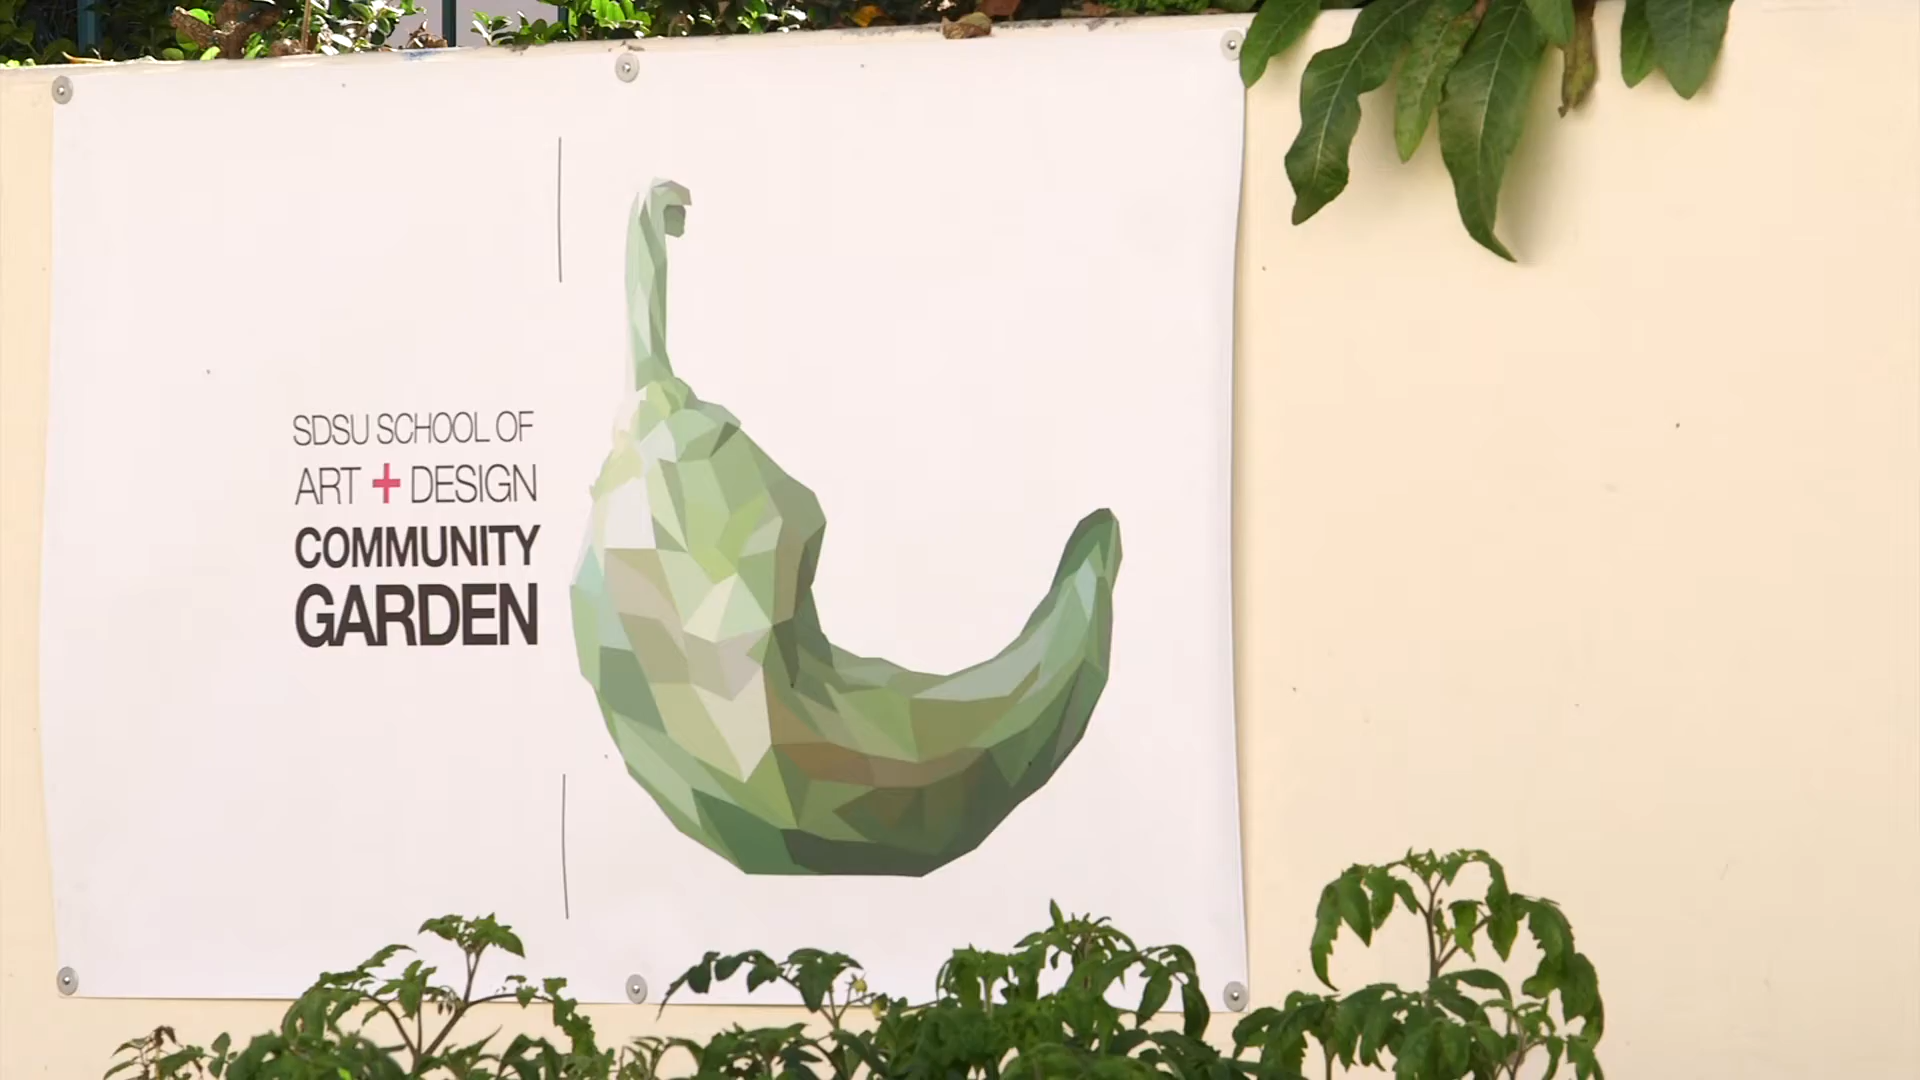 SDSU SCHOOL OF
ART + DESIGN
COMMUNITY
GARDEN